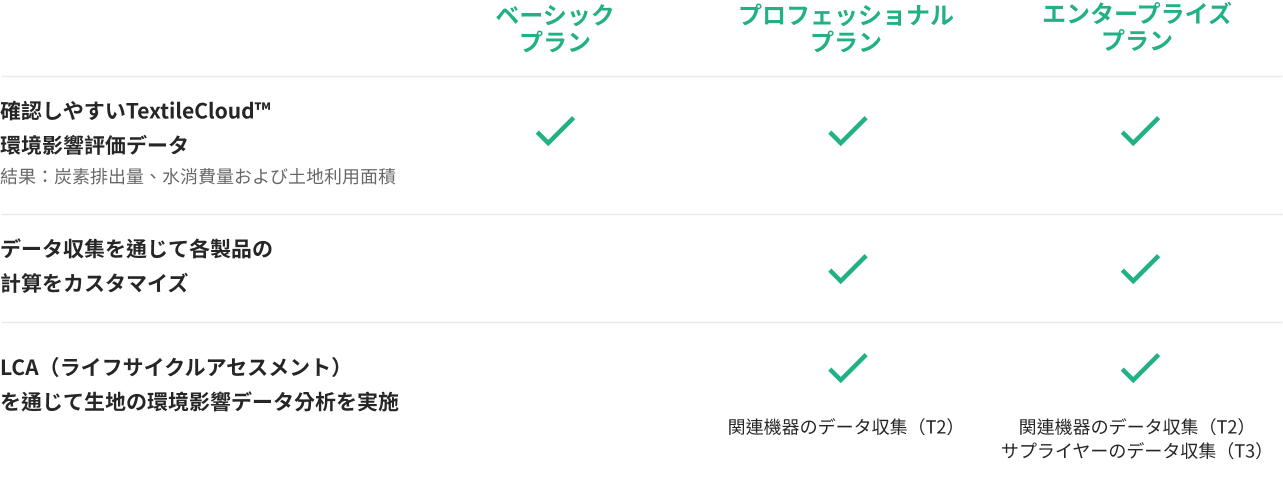 ベーシック
プラン
プロフェッショナル
プラン
エンタープライズ
プラン
確認しやすいTextileCloud™
環境影響評価データ
結果：炭素排出量、水消費量および土地利用面積
データ収集を通じて各製品の
計算をカスタマイズ
LCA（ライフサイクルアセスメント）
を通じて生地の環境影響データ分析を実施
関連機器のデータ収集（T2）
関連機器のデータ収集（T2）
サプライヤーのデータ収集（T3）